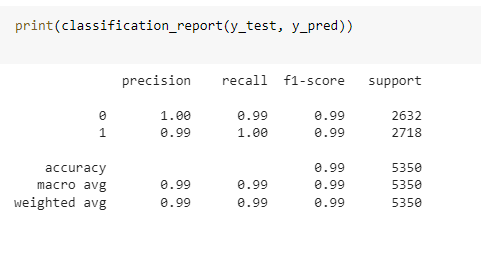 print(classification_report(y_test, y_pred))
precision recall f1-score support
0 1.00 0.99 0.99 2632
1 0.99 1.00 0.99 2718
accuracy 0.99 5350
macro avg 0.99 0.99 0.99 5350
weighted avg 0.99 0.99 0.99 5350